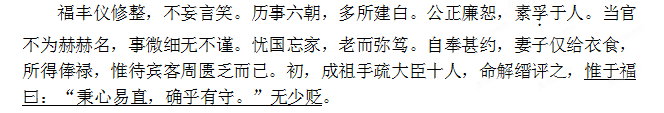 福丰仪修整，不妄言笑。历事六朝，多所建白。公正廉恕，素孚于人。当官
不为赫赫名，事微细无不谨。忧国忘家，老而弥笃。自奉甚约，妻子仅给衣食，
所得俸禄，惟待宾客周匮乏而已。初，成祖手疏大臣十人，命解缙评之，惟于福
曰：“秉心易直，确乎有守。”无少贬。